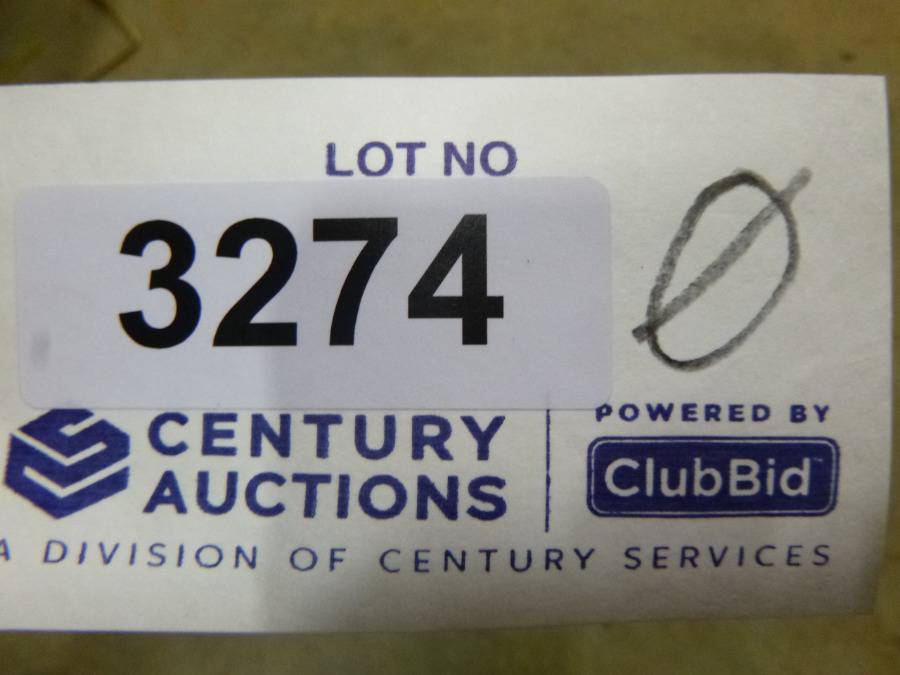 LOT NO
3274
Ø
CENTURY
AUCTIONS
POWERED BY
ClubBid
A DIVISION OF CENTURY SERVICES